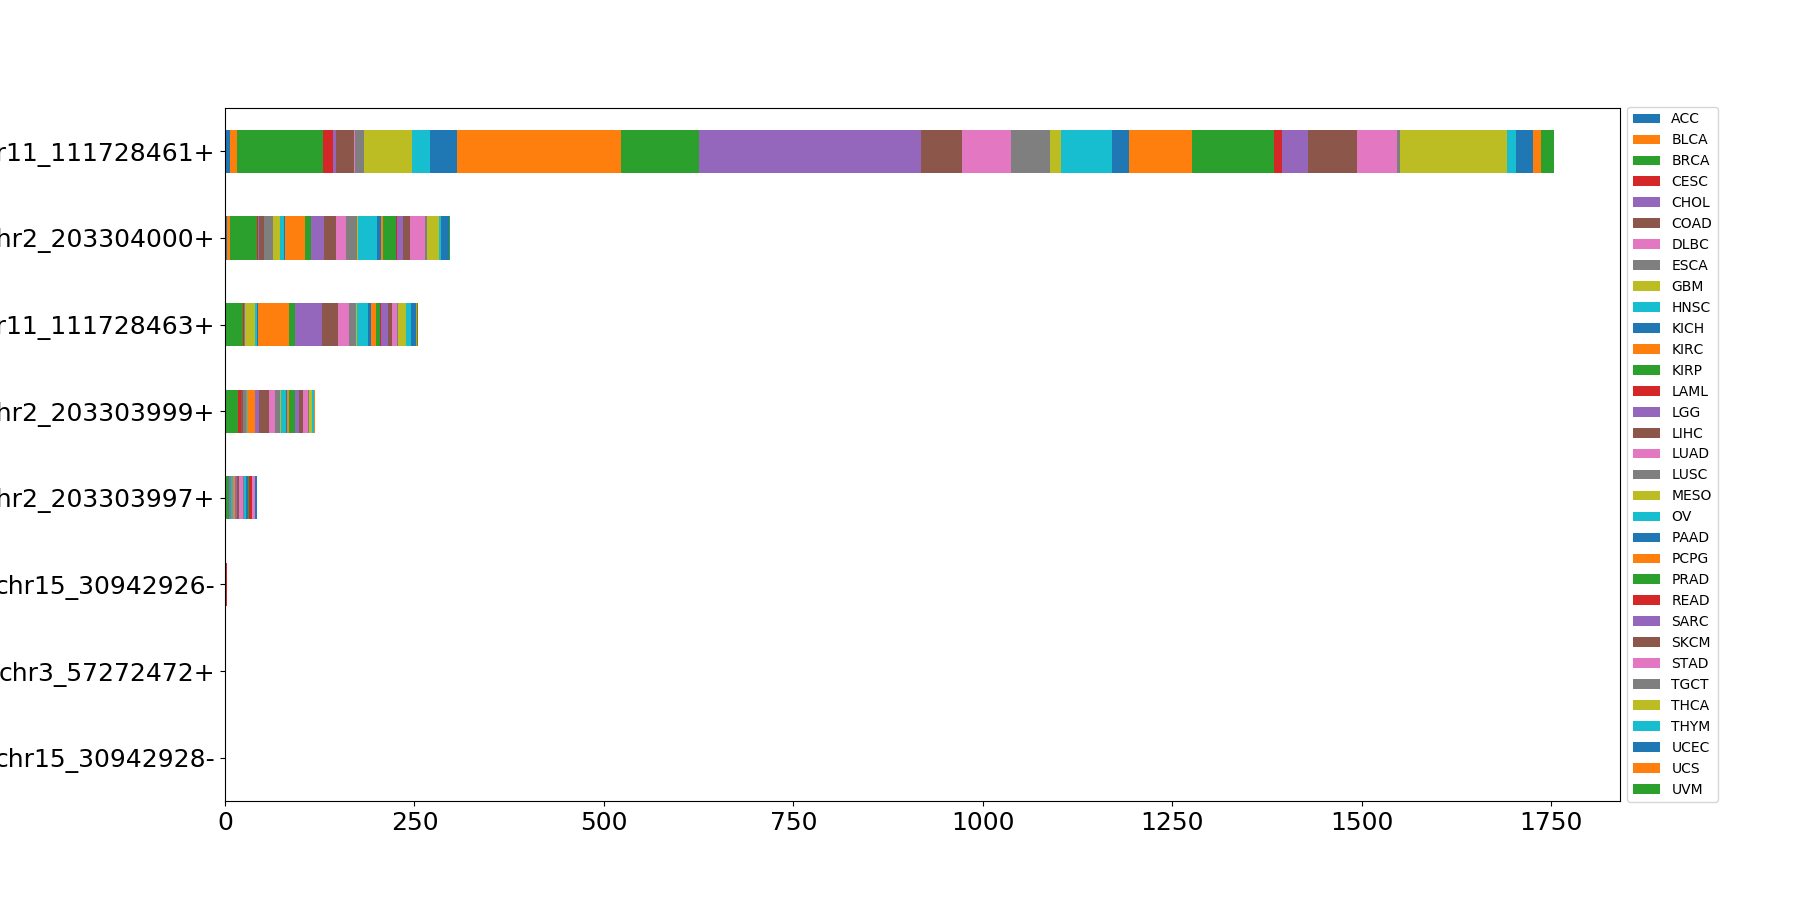 r11_111728461+
hr2_203304000+
r11_111728463+
hr2_203303999+
hr2_203303997+
chr15_30942926-
chr3_57272472+
chr15_30942928-
0 250 500 750 1000 1250 1500 1750
ACC
BLCA
BRCA
CESC
CHOL
COAD
DLBC
ESCA
GBM
HNSC
KICH
KIRC
KIRP
LAML
LGG
LIHC
LUAD
LUSC
MESO
OV
PAAD
PCPG
PRAD
READ
SARC
SKCM
STAD
TGCT
THCA
THYM
UCEC
UCS
UVM